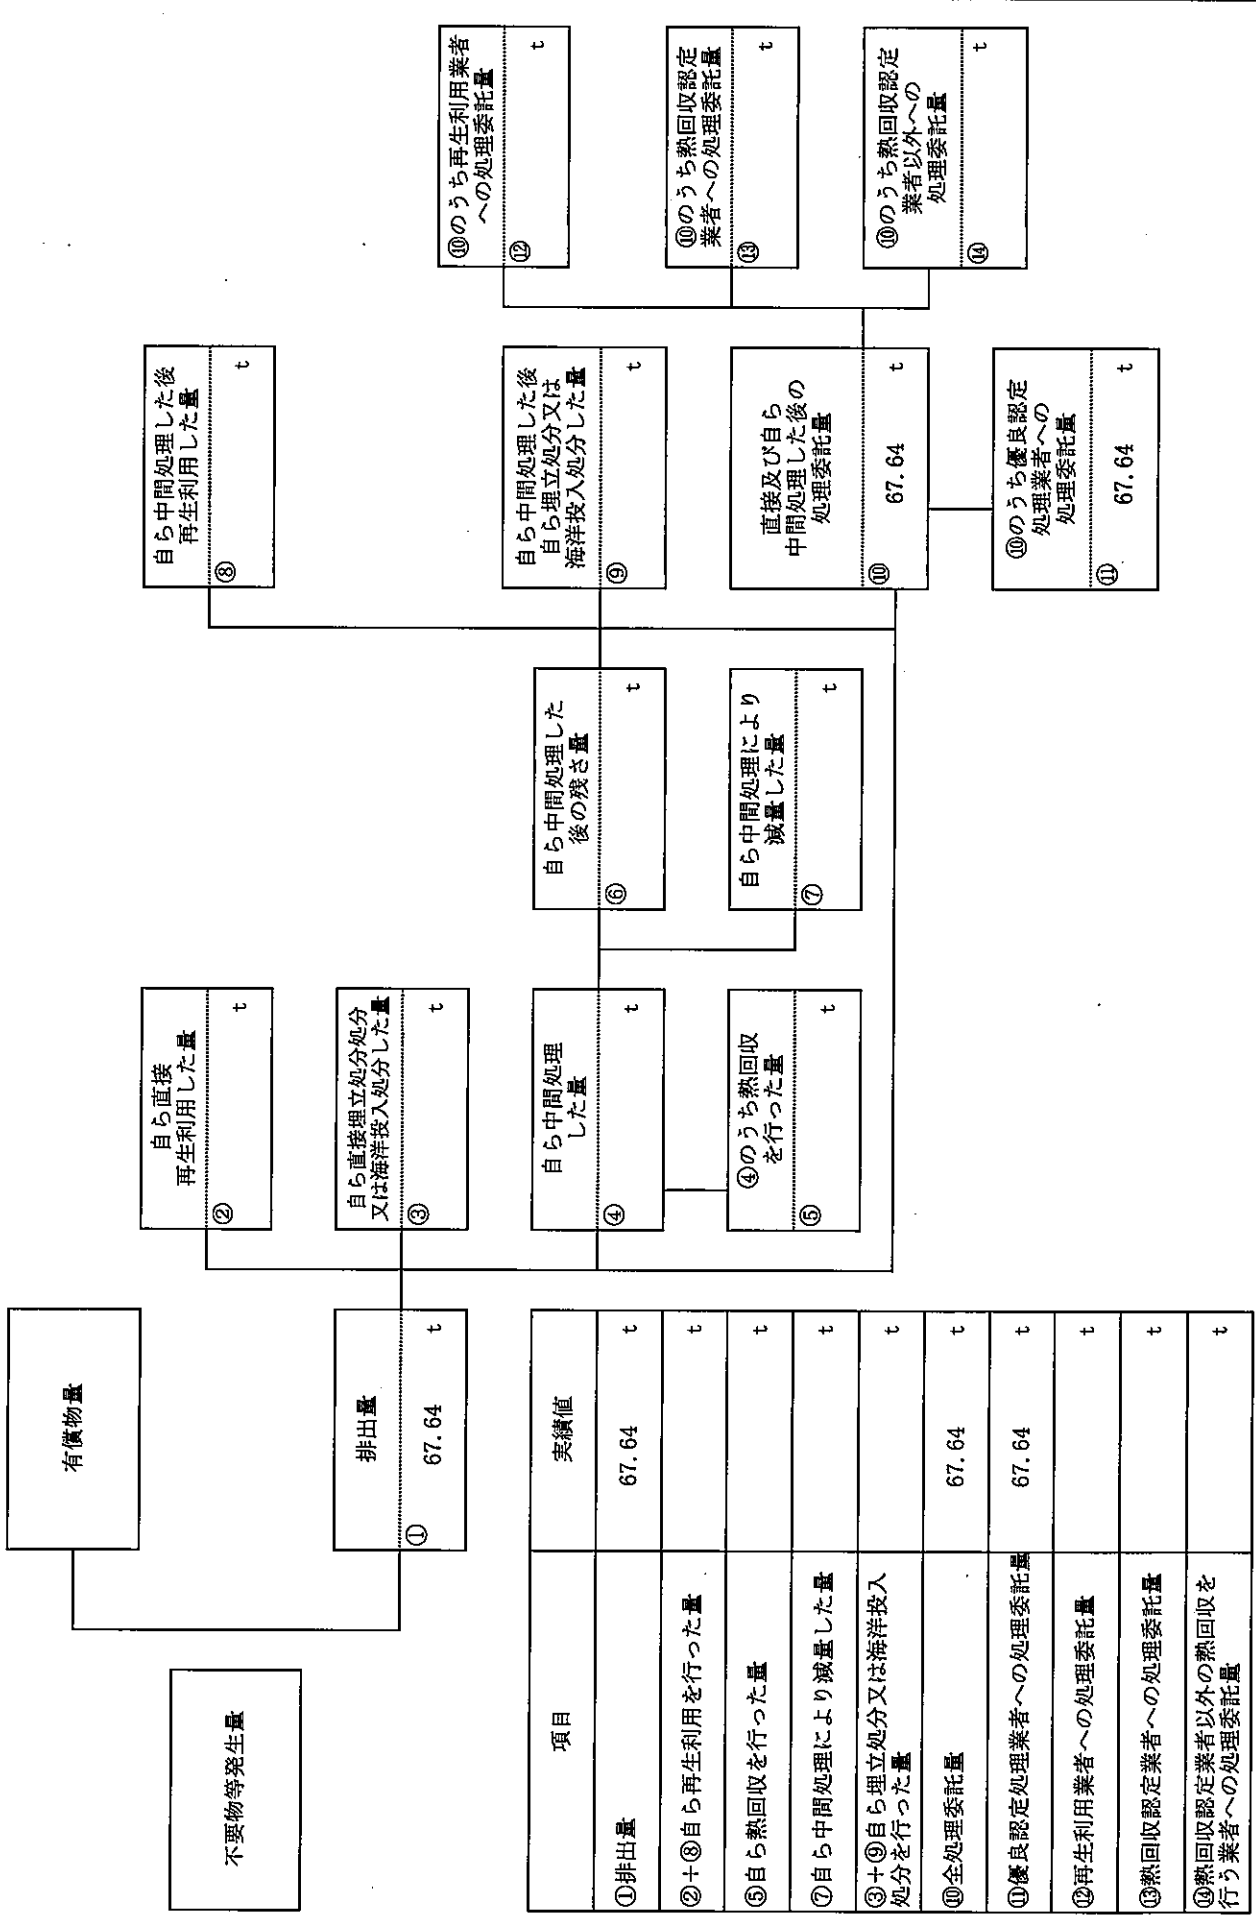 不要物等発生量
有償物量
排出量
① 67.64 t
自ら直接
再生利用した量
② t
自ら直接埋立処分処分
又は海洋投入処分した量
③ t
自ら中間処理
した量
④ t
④のうち熱回収
を行った量
⑤ t
自ら中間処理した
後の残さ量
⑥ t
自ら中間処理により
減量した量
⑦ t
自ら中間処理した後
再生利用した量
⑧ t
自ら中間処理した後
自ら埋立処分又は
海洋投入処分した量
⑨ t
直接及び自ら
中間処理した後の
処理委託量
⑩ 67.64 t
⑩のうち優良認定
処理業者への
処理委託量
⑪ 67.64 t
⑩のうち再生利用業者
への処理委託量
⑫ t
⑩のうち熱回収認定
業者への処理委託量
⑬ t
⑩のうち熱回収認定
業者以外への
処理委託量
⑭ t
項目 実績値
①排出量 67.64 t
②＋⑧自ら再生利用を行った量 t
⑤自ら熱回収を行った量 t
⑦自ら中間処理により減量した量 t
③＋⑨自ら埋立処分又は海洋投入
処分を行った量 t
⑩全処理委託量 67.64 t
⑪優良認定処理業者への処理委託量 67.64 t
⑫再生利用業者への処理委託量 t
⑬熱回収認定業者への処理委託量 t
⑭熱回収認定業者以外の熱回収を
行う業者への処理委託量 t